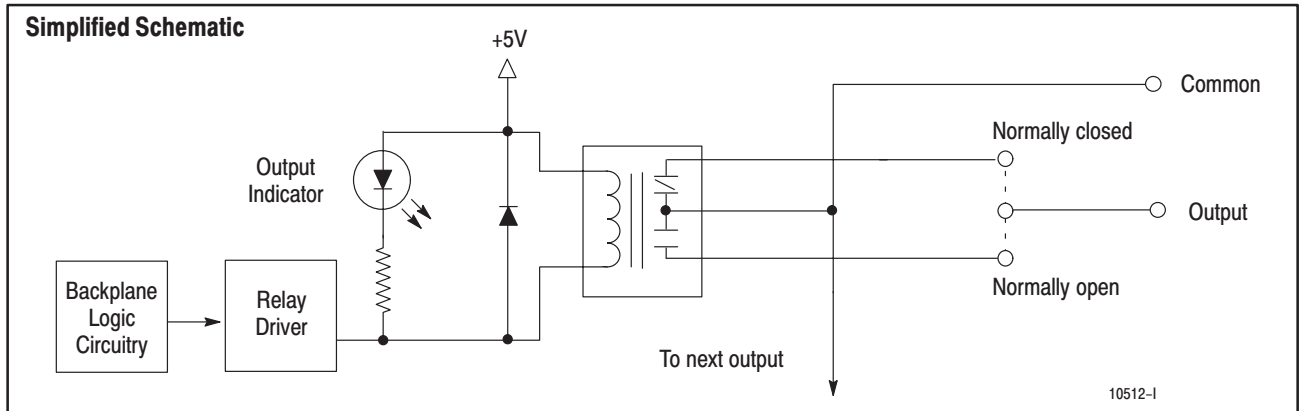 Simplified Schematic
+5V
Common
Normally closed
Output
Indicator
Output
Normally open
Backplane
Logic
Circuitry
Relay
Driver
To next output
10512–I